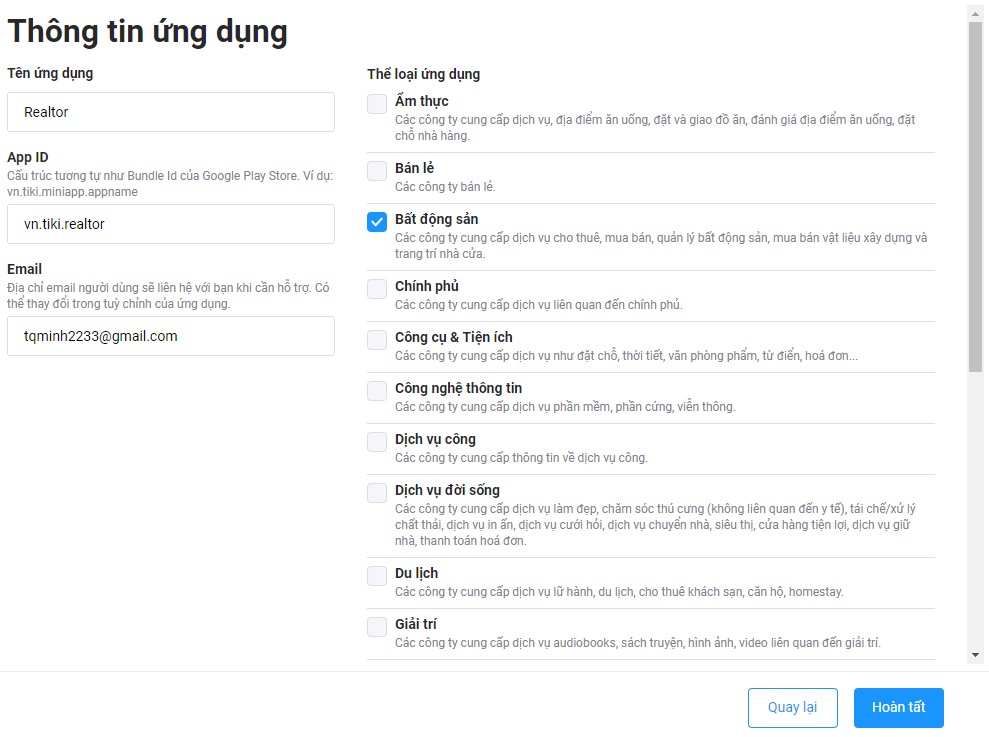 Thông tin ứng dụng
Tên ứng dụng
Realtor
App ID
Cấu trúc tương tự như Bundle Id của Google Play Store. Ví dụ:
vn.tiki.miniapp.appname
vn.tiki.realtor
Email
Địa chỉ email người dùng sẽ liên hệ với bạn khi cần hỗ trợ. Có
thể thay đổi trong tuỳ chỉnh của ứng dụng.
tqminh2233@gmail.com
Thể loại ứng dụng
Ẩm thực
Các công ty cung cấp dịch vụ, địa điểm ăn uống, đặt và giao đồ ăn, đánh giá địa điểm ăn uống, đặt
chỗ nhà hàng.
Bán lẻ
Các công ty bán lẻ.
Bất động sản
Các công ty cung cấp dịch vụ cho thuê, mua bán, quản lý bất động sản, mua bán vật liệu xây dựng và
trang trí nhà cửa.
Chính phủ
Các công ty cung cấp dịch vụ liên quan đến chính phủ.
Công cụ & Tiện ích
Các công ty cung cấp dịch vụ như đặt chỗ, thời tiết, văn phòng phẩm, từ điển, hoá đơn...
Công nghệ thông tin
Các công ty cung cấp dịch vụ phần mềm, phần cứng, viễn thông.
Dịch vụ công
Các công ty cung cấp thông tin về dịch vụ công.
Dịch vụ đời sống
Các công ty cung cấp dịch vụ làm đẹp, chăm sóc thú cưng (không liên quan đến y tế), tái chế/xử lý
chất thải, dịch vụ in ấn, dịch vụ cưới hỏi, dịch vụ chuyển nhà, siêu thị, cửa hàng tiện lợi, dịch vụ giữ
nhà, thanh toán hoá đơn.
Du lịch
Các công ty cung cấp dịch vụ lữ hành, du lịch, cho thuê khách sạn, căn hộ, homestay.
Giải trí
Các công ty cung cấp dịch vụ audiobooks, sách truyện, hình ảnh, video liên quan đến giải trí.
Quay lại
Hoàn tất